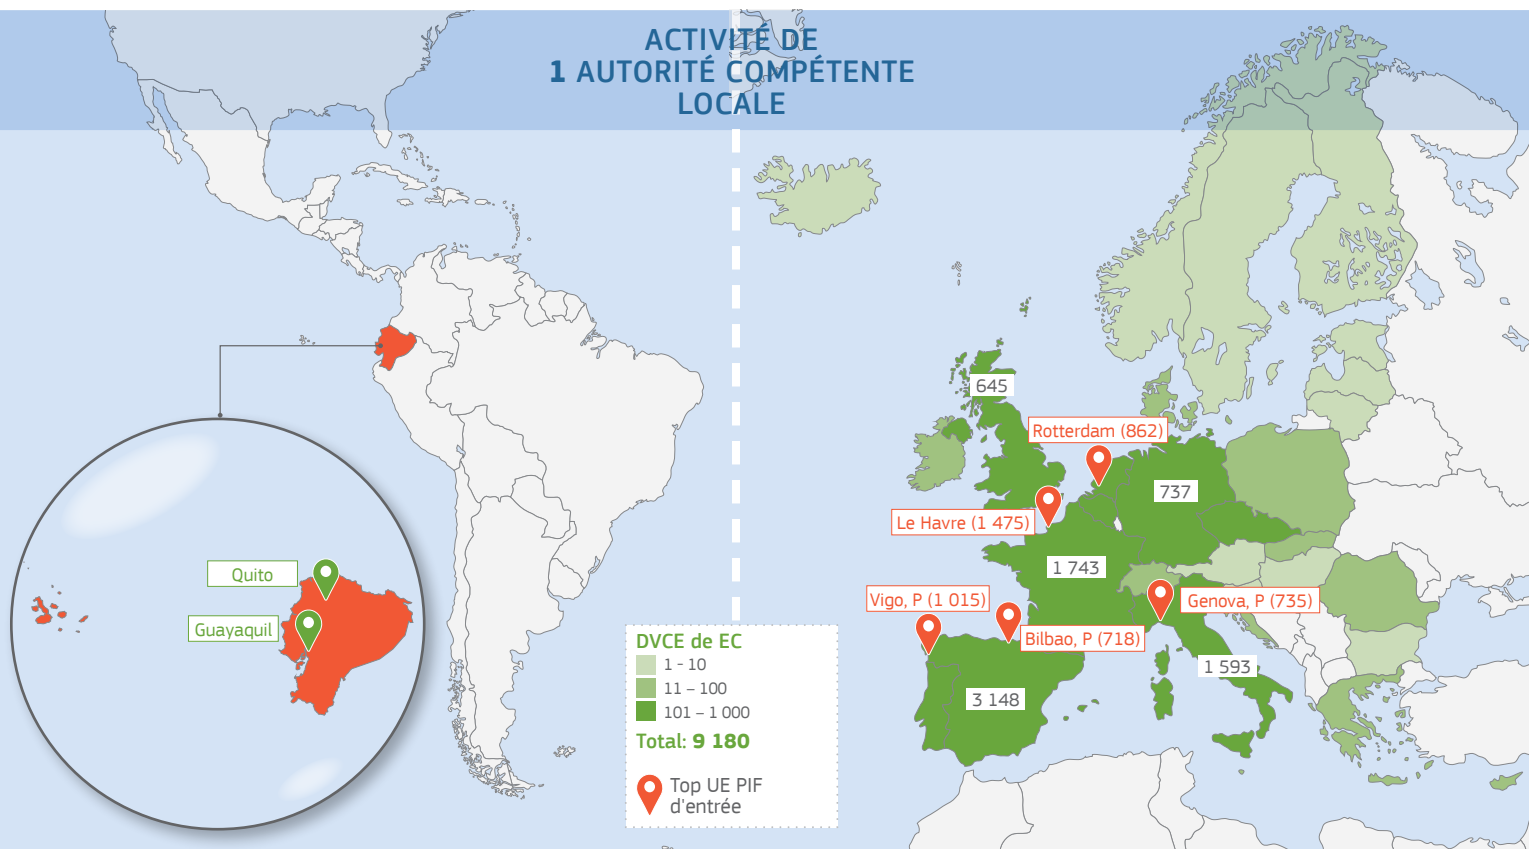 ACTIVITÉ DE
1 AUTORITÉ COMPÉTENTE
LOCALE
645
Rotterdam (862)
737
Le Havre (1 475)
1 743
Quito
Vigo, P (1 015)
Genova, P (735)
Guayaquil
Bilbao, P (718)
1 593
3 148
DVCE de EC
1 - 10
11 – 100
101 – 1 000
Total: 9 180
Top UE PIF
d'entrée